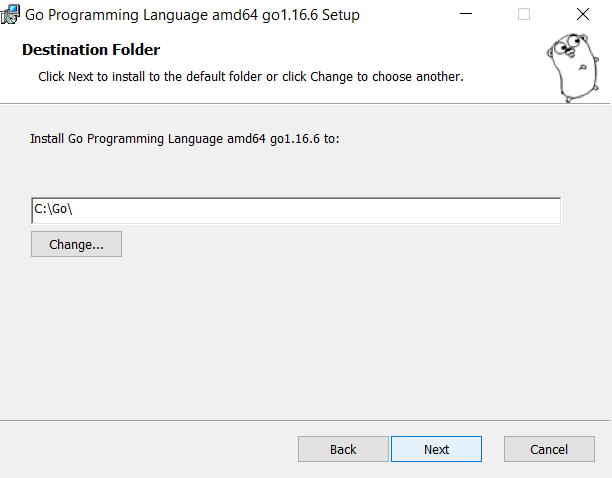 Go Programming Language amd64 go1.16.6 Setup
Destination Folder
Click Next to install to the default folder or click Change to choose another.
Install Go Programming Language amd64 go1.16.6 to:
C:\Go\
Change...
Back Next Cancel